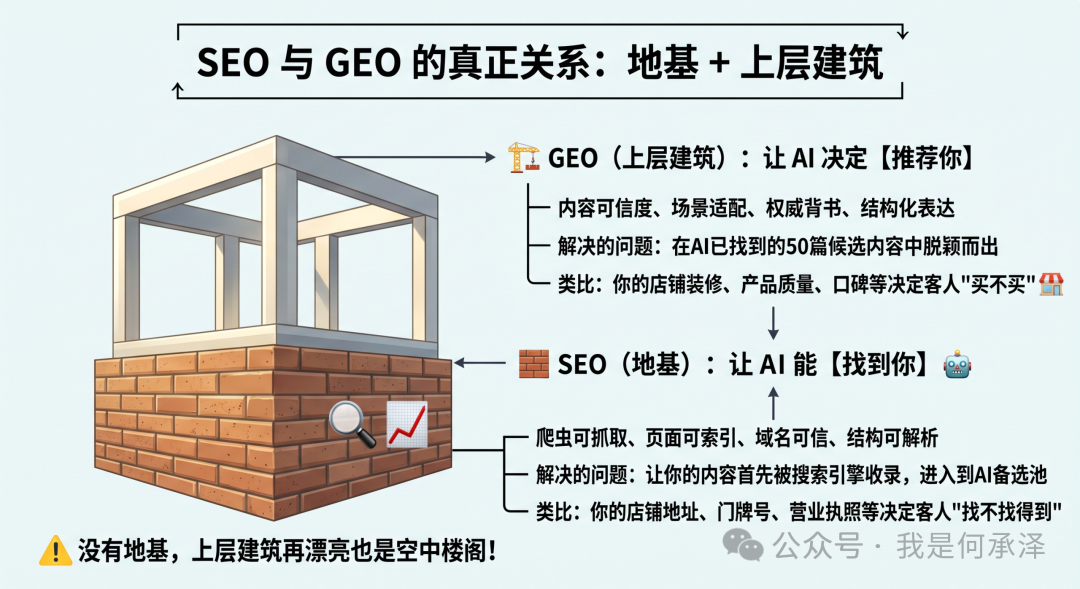 SEO 与 GEO 的真正关系：地基 + 上层建筑
GEO（上层建筑）：让 AI 决定【推荐你】
内容可信度、场景适配、权威背书、结构化表达
解决的问题：在AI已找到的50篇候选内容中脱颖而出
类比：你的店铺装修、产品质量、口碑等决定客人"买不买"
SEO（地基）：让 AI 能【找到你】
爬虫可抓取、页面可索引、域名可信、结构可解析
解决的问题：让你的内容首先被搜索引擎收录，进入到AI备选池
类比：你的店铺地址、门牌号、营业执照等决定客人"找不找得到"
没有地基，上层建筑再漂亮也是空中楼阁！
公众号 · 我是何承泽